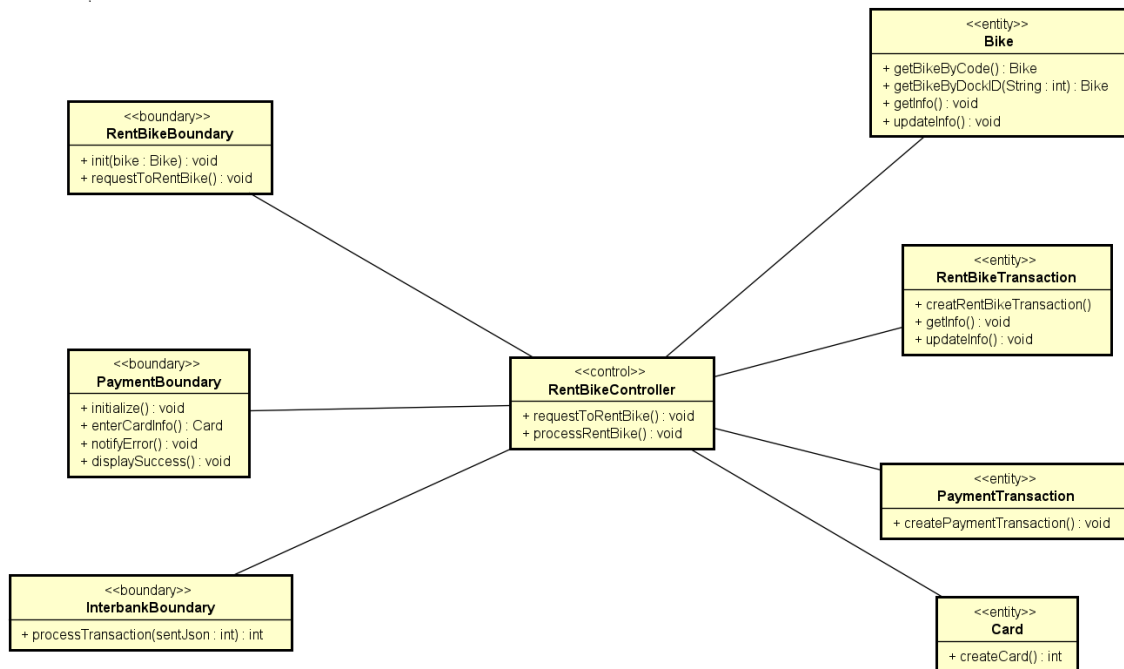 <<entity>>
Bike
+ getBikeByCode() : Bike
+ getBikeByDockID(String : int) : Bike
+ getInfo() : void
+ updateInfo() : void
<<boundary>>
RentBikeBoundary
+ init(bike : Bike) : void
+ requestToRentBike() : void
<<entity>>
RentBikeTransaction
+ creatRentBikeTransaction()
+ getInfo() : void
+ updateInfo() : void
<<boundary>>
PaymentBoundary
+ initialize() : void
+ enterCardInfo() : Card
+ notifyError() : void
+ displaySuccess() : void
<<control>>
RentBikeController
+ requestToRentBike() : void
+ processRentBike() : void
<<entity>>
PaymentTransaction
+ createPaymentTransaction() : void
<<boundary>>
InterbankBoundary
+ processTransaction(sentJson : int) : int
<<entity>>
Card
+ createCard() : int